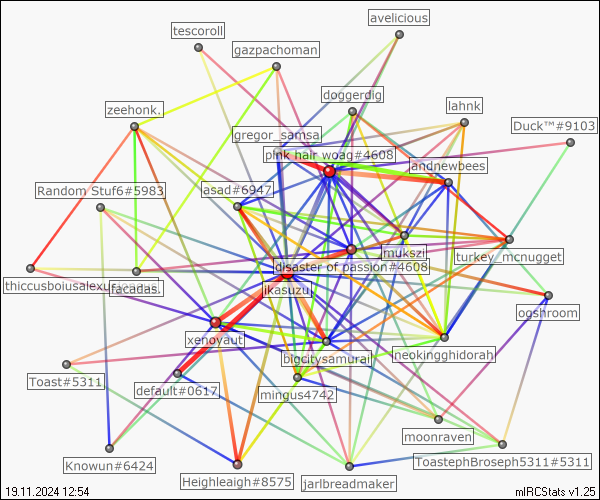 avelicious
tescoroll
gazpachoman
doggerdig
lahnk
zeehonk.
Duck™#9103
gregor_samsa
pink hair woag#4608
andnewbees
Random Stuf6#5983
asad#6947
mukszi
turkey_mcnugget
disaster of passion#4608
facadas.
ikasuzu.
ogshroom
xenoyaut
bigcitysamurai
neokingghidorah
Toast#5311
default#0617
mingus4742
moonraven
Knowun#6424
ToastephBroseph5311#5311
Heighleaigh#8575
jarlbreadmaker
19.11.2024 12:54
mIRCStats v1.25